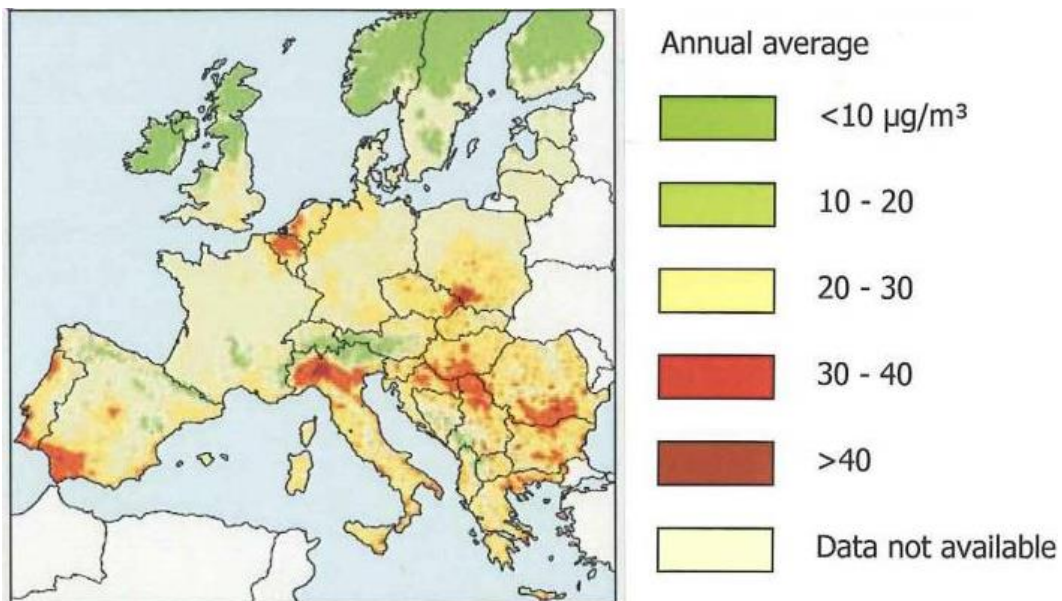 Annual average
<10 µg/m³
10 - 20
20 - 30
30 - 40
>40
Data not available